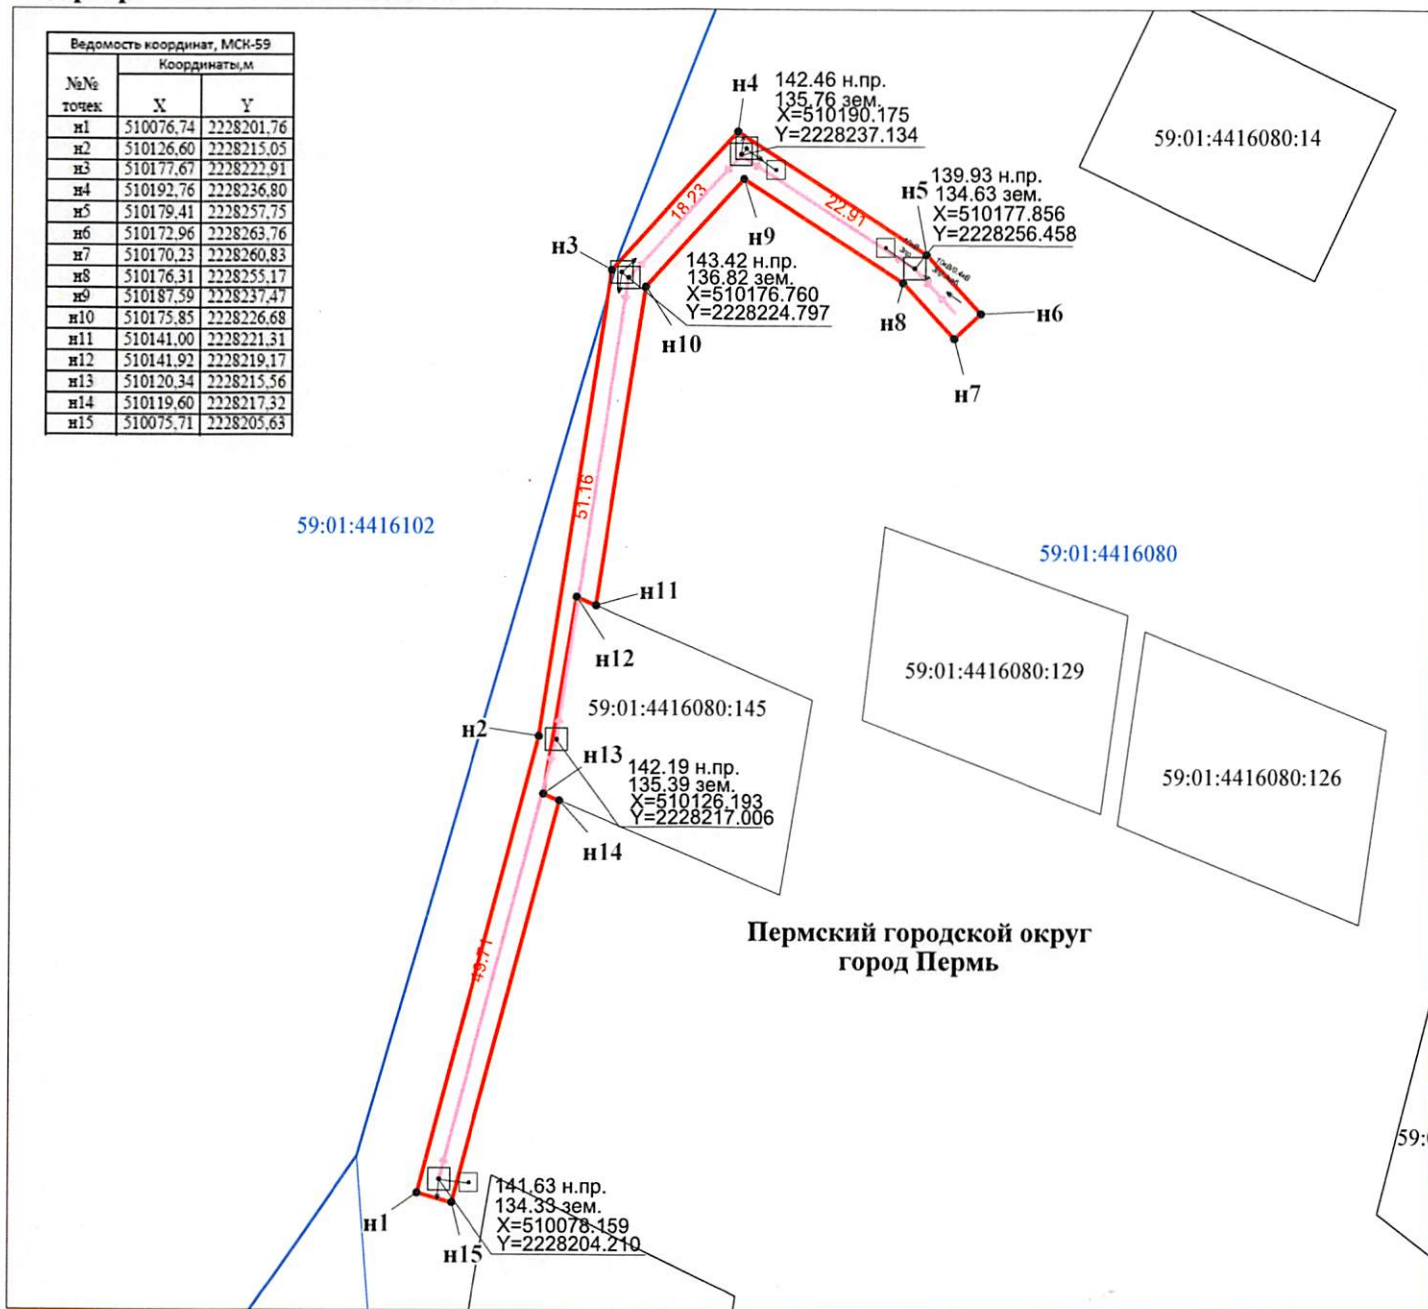 Ведомость координат, МСК-59
№№ точек Координаты,м
X Y
н1 510076,74 2228201,76
н2 510126,60 2228215,05
н3 510177,67 2228222,91
н4 510192,76 2228236,80
н5 510179,41 2228257,75
н6 510172,96 2228263,76
н7 510170,23 2228260,83
н8 510176,31 2228255,17
н9 510187,59 2228237,47
н10 510175,85 2228226,68
н11 510141,00 2228221,31
н12 510141,92 2228219,17
н13 510120,34 2228215,56
н14 510119,60 2228217,32
н15 510075,71 2228205,63
н4
142.46 н.пр.
135.76 зем.
X=510190.175
Y=2228237.134
59:01:4416080:14
н5
139.93 н.пр.
134.63 зем.
X=510177.856
Y=2228256.458
18.23
22.91
н9
н3
143.42 н.пр.
136.82 зем.
X=510176.760
Y=2228224.797
н8
н6
н10
н7
51.16
59:01:4416102
59:01:4416080
н11
н12
59:01:4416080:129
59:01:4416080:145
н2
н13
142.19 н.пр.
135.39 зем.
X=510126.193
Y=2228217.006
59:01:4416080:126
н14
Пермский городской округ
город Пермь
49.71
141.63 н.пр.
134.33 зем.
X=510078.159
Y=2228204.210
н1
н15